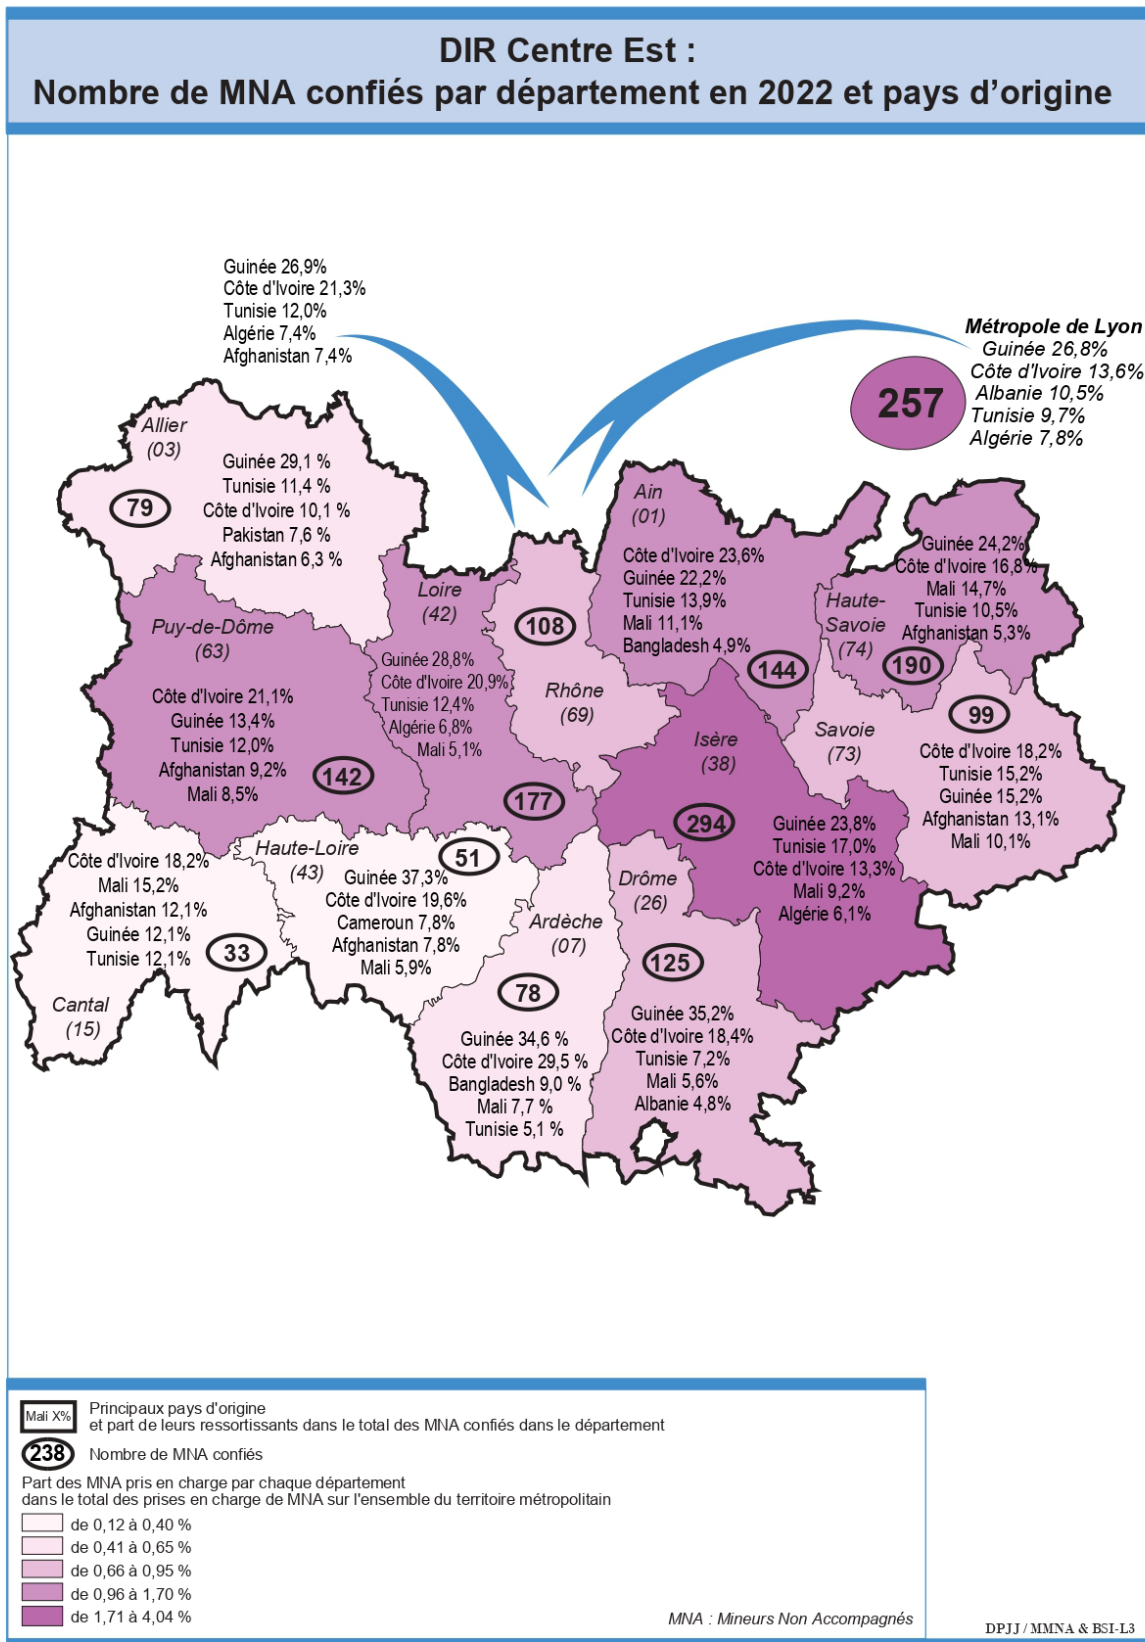 DIR Centre Est :
Nombre de MNA confiés par département en 2022 et pays d'origine
Guinée 26,9%
Côte d'Ivoire 21,3%
Tunisie 12,0%
Algérie 7,4%
Afghanistan 7,4%
Métropole de Lyon
Guinée 26,8%
Côte d'Ivoire 13,6%
Albanie 10,5%
Tunisie 9,7%
Algérie 7,8%
257
Allier
(03)
79
Guinée 29,1 %
Tunisie 11,4 %
Côte d'Ivoire 10,1 %
Pakistan 7,6 %
Afghanistan 6,3 %
Ain
(01)
Côte d'Ivoire 23,6%
Guinée 22,2%
Tunisie 13,9%
Mali 11,1%
Bangladesh 4,9%
144
Guinée 24,2%
Côte d'Ivoire 16,8%
Mali 14,7%
Tunisie 10,5%
Afghanistan 5,3%
Haute-
Savoie
(74)
190
Puy-de-Dôme
(63)
Côte d'Ivoire 21,1%
Guinée 13,4%
Tunisie 12,0%
Afghanistan 9,2%
Mali 8,5%
142
Loire
(42)
Guinée 28,8%
Côte d'Ivoire 20,9%
Tunisie 12,4%
Algérie 6,8%
Mali 5,1%
177
108
Rhône
(69)
Isère
(38)
294
Guinée 23,8%
Tunisie 17,0%
Côte d'Ivoire 13,3%
Mali 9,2%
Algérie 6,1%
Savoie
(73)
99
Côte d'Ivoire 18,2%
Tunisie 15,2%
Guinée 15,2%
Afghanistan 13,1%
Mali 10,1%
Côte d'Ivoire 18,2%
Mali 15,2%
Afghanistan 12,1%
Guinée 12,1%
Tunisie 12,1%
33
Cantal
(15)
Haute-Loire
(43)
51
Guinée 37,3%
Côte d'Ivoire 19,6%
Cameroun 7,8%
Afghanistan 7,8%
Mali 5,9%
Ardèche
(07)
78
Guinée 34,6 %
Côte d'Ivoire 29,5 %
Bangladesh 9,0 %
Mali 7,7 %
Tunisie 5,1 %
Drôme
(26)
125
Guinée 35,2%
Côte d'Ivoire 18,4%
Tunisie 7,2%
Mali 5,6%
Albanie 4,8%
Mali X%
Principaux pays d'origine
et part de leurs ressortissants dans le total des MNA confiés dans le département
238
Nombre de MNA confiés
Part des MNA pris en charge par chaque département
dans le total des prises en charge de MNA sur l'ensemble du territoire métropolitain
de 0,12 à 0,40 %
de 0,41 à 0,65 %
de 0,66 à 0,95 %
de 0,96 à 1,70 %
de 1,71 à 4,04 %
MNA : Mineurs Non Accompagnés
DPJJ / MMNA & BSI-L3